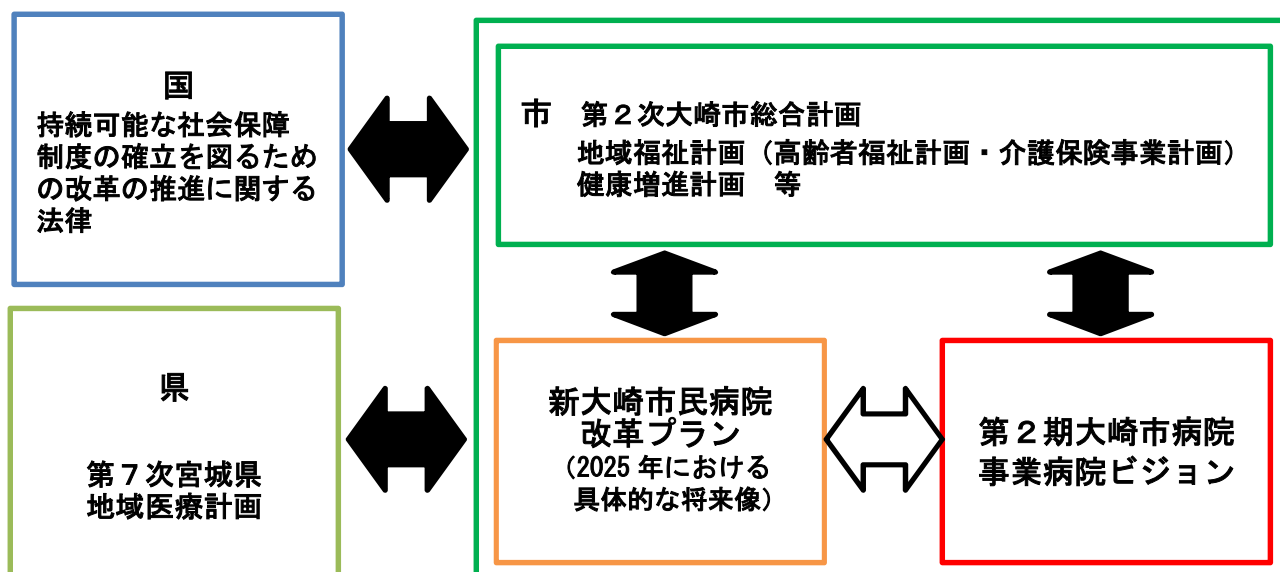 国
持続可能な社会保障
制度の確立を図るため
の改革の推進に関する
法律
市　第２次大崎市総合計画
地域福祉計画（高齢者福祉計画・介護保険事業計画）
健康増進計画　等
県
第７次宮城県
地域医療計画
新大崎市民病院
改革プラン
（2025 年における
具体的な将来像）
第２期大崎市病院
事業病院ビジョン